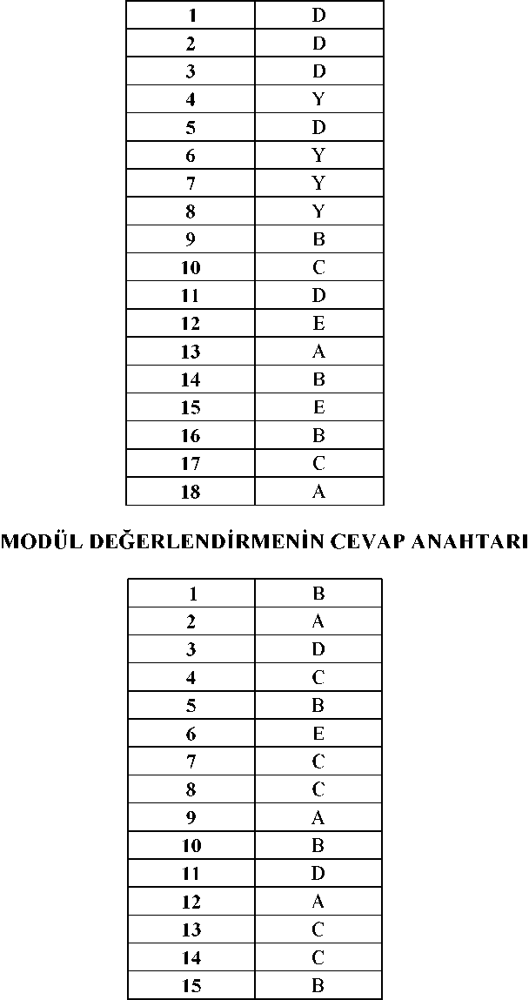 1 D
2 D
3 D
4 Y
5 D
6 Y
7 Y
8 Y
9 B
10 C
11 D
12 E
13 A
14 B
15 E
16 B
17 C
18 A
MODÜL DEĞERLENDİRMENİN CEVAP ANAHTARI
1 B
2 A
3 D
4 C
5 B
6 E
7 C
8 C
9 A
10 B
11 D
12 A
13 C
14 C
15 B